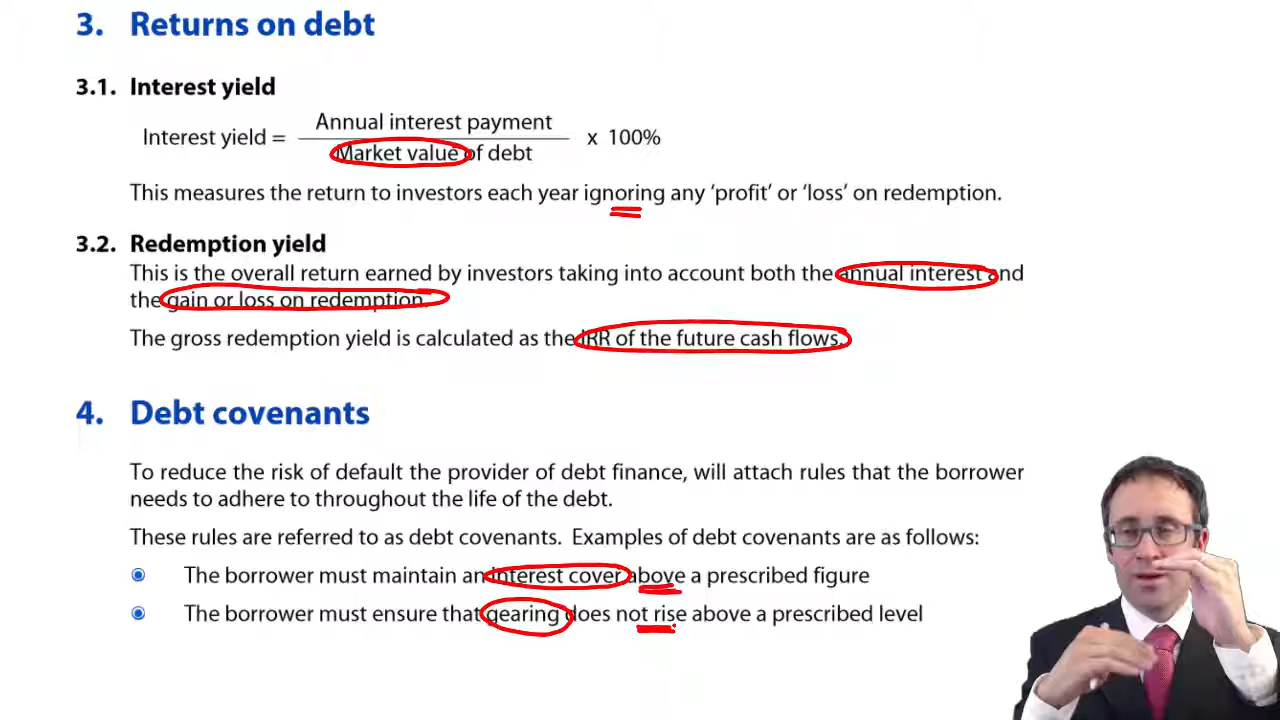 3. Returns on debt
3.1. Interest yield
Interest yield = Annual interest payment
Market value of debt x 100%
This measures the return to investors each year ignoring any ‘profit’ or ‘loss’ on redemption.
3.2. Redemption yield
This is the overall return earned by investors taking into account both the annual interest and
the gain or loss on redemption.
The gross redemption yield is calculated as the IRR of the future cash flows.
4. Debt covenants
To reduce the risk of default the provider of debt finance, will attach rules that the borrower
needs to adhere to throughout the life of the debt.
These rules are referred to as debt covenants. Examples of debt covenants are as follows:
The borrower must maintain an interest cover above a prescribed figure
The borrower must ensure that gearing does not rise above a prescribed level